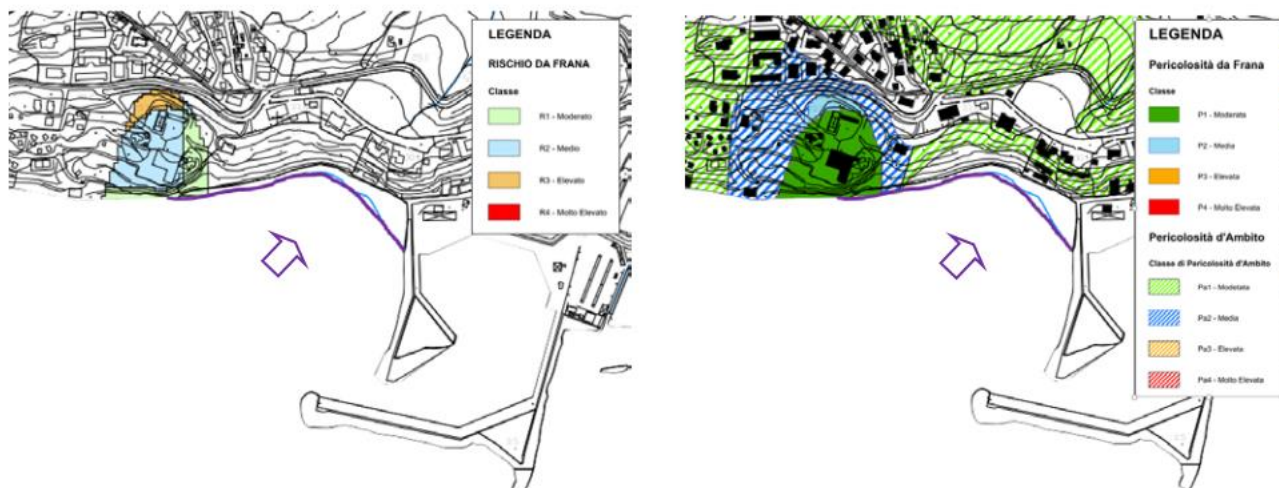 LEGENDA
RISCHIO DA FRANA
Classe
R1 - Moderato
R2 - Medio
R3 - Elevato
R4 - Molto Elevato
LEGENDA
Pericolosità da Frana
Classe
P1 - Moderata
P2 - Media
P3 - Elevata
P4 - Molto Elevata
Pericolosità d'Ambito
Classe di Pericolosità d'Ambito
Pa1 - Moderata
Pa2 - Media
Pa3 - Elevata
Pa4 - Molto Elevata